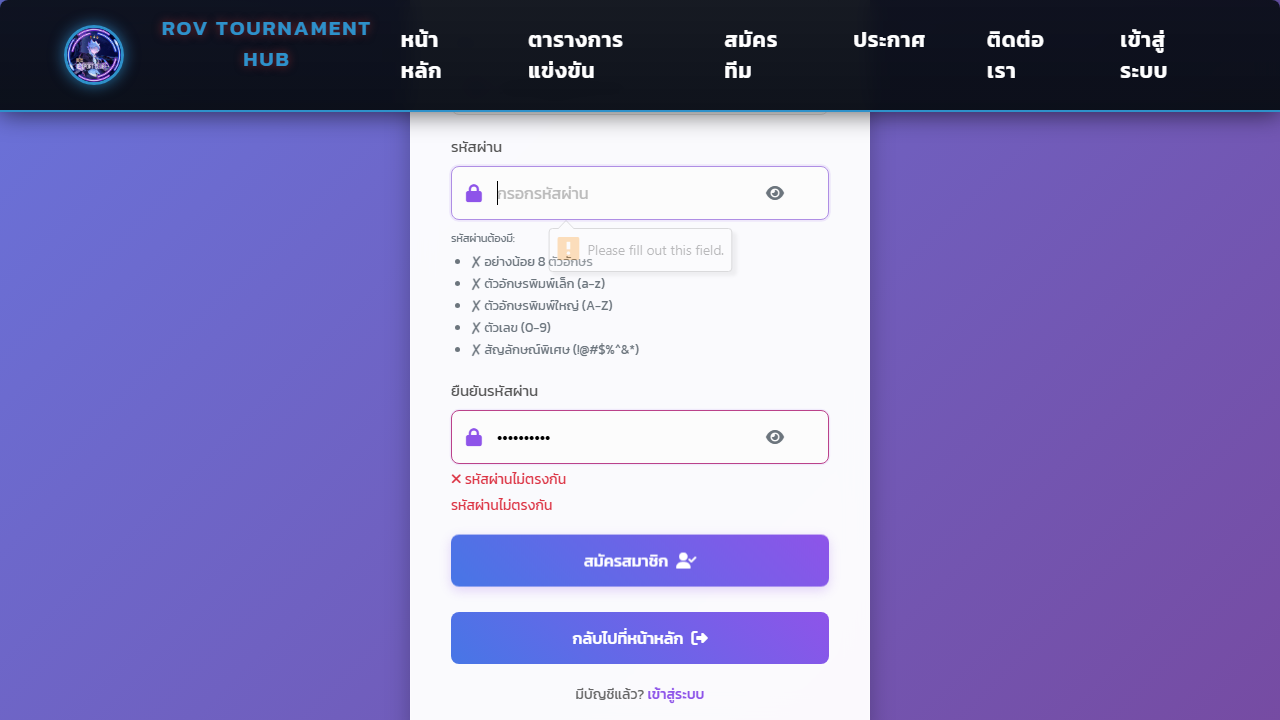 ROV TOURNAMENT
HUB
หน้า
หลัก
ตารางการ
แข่งขัน
สมัคร
ทีม
ประกาศ
ติดต่อ
เรา
เข้าสู่
ระบบ
รหัสผ่าน
กรอกรหัสผ่าน
Please fill out this field.
รหัสผ่านต้องมี:
✗ อย่างน้อย 8 ตัวอักษร
✗ ตัวอักษรพิมพ์เล็ก (a-z)
✗ ตัวอักษรพิมพ์ใหญ่ (A-Z)
✗ ตัวเลข (0-9)
✗ สัญลักษณ์พิเศษ (!@#$%^&*)
ยืนยันรหัสผ่าน
••••••••••
✕ รหัสผ่านไม่ตรงกัน
รหัสผ่านไม่ตรงกัน
สมัครสมาชิก
กลับไปที่หน้าหลัก
มีบัญชีแล้ว? เข้าสู่ระบบ